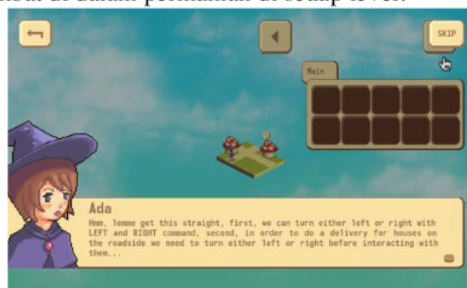 di dalam permainan di setiap level.
SKIP
Main
Ada
Hmm, lemme get this straight, first, we can turn either left or right with
LEFT and RIGHT command, second, in order to do a delivery for houses on
the roadside we need to turn either left or right before interacting with
them...